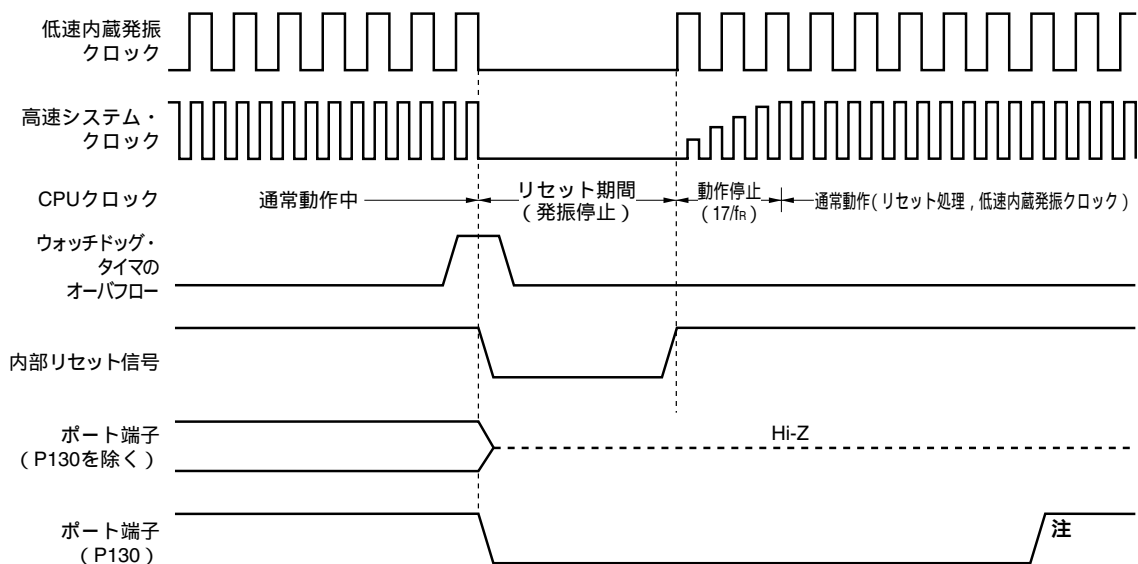 低速内蔵発振
クロック
高速システム・
クロック
CPUクロック
通常動作中
リセット期間
（発振停止）
動作停止
（17/fR）
通常動作（リセット処理，低速内蔵発振クロック）
ウォッチドッグ・
タイマの
オーバフロー
内部リセット信号
ポート端子
（P130を除く）
Hi-Z
ポート端子
（P130）
注